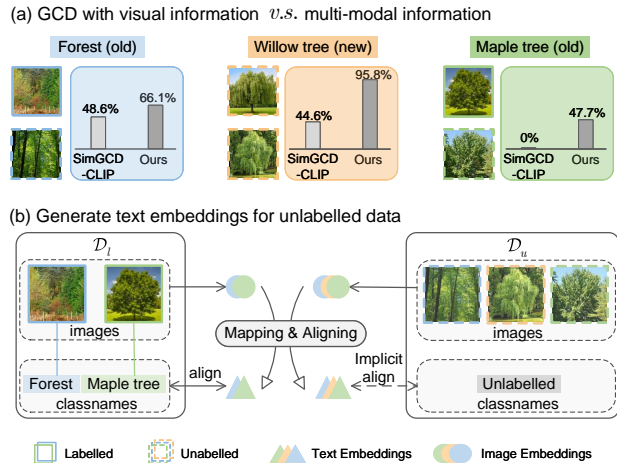 (a) GCD with visual information v.s. multi-modal information
Forest (old)
Willow tree (new)
Maple tree (old)
48.6%
66.1%
SimGCD
-CLIP
Ours
44.6%
95.8%
SimGCD
-CLIP
Ours
0%
47.7%
SimGCD
-CLIP
Ours
(b) Generate text embeddings for unlabelled data
𝒟_l
𝒟_u
images
images
Mapping & Aligning
Forest
Maple tree
classnames
align
Implicit
align
Unlabelled
classnames
Labelled
Unabelled
Text Embeddings
Image Embeddings